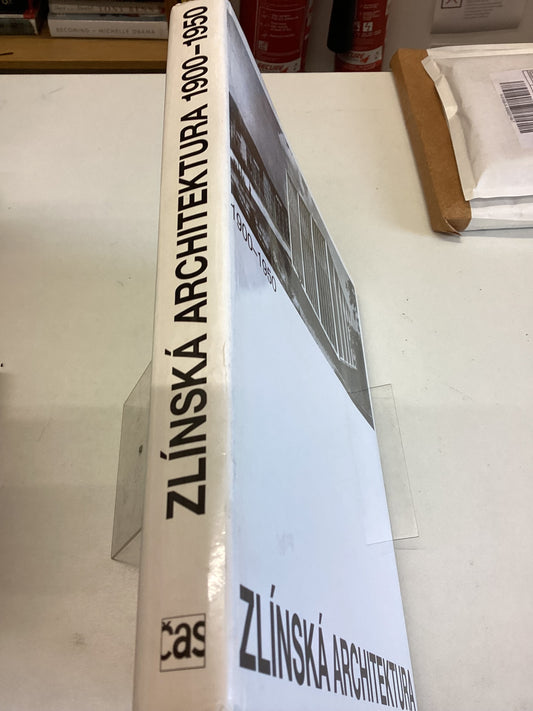 BECOMING – MICHELLE OBAMA
ZLÍNSKÁ ARCHITEKTURA 1900–1950
čas
1900–1950
ZLÍNSKÁ ARCHITEKTURA